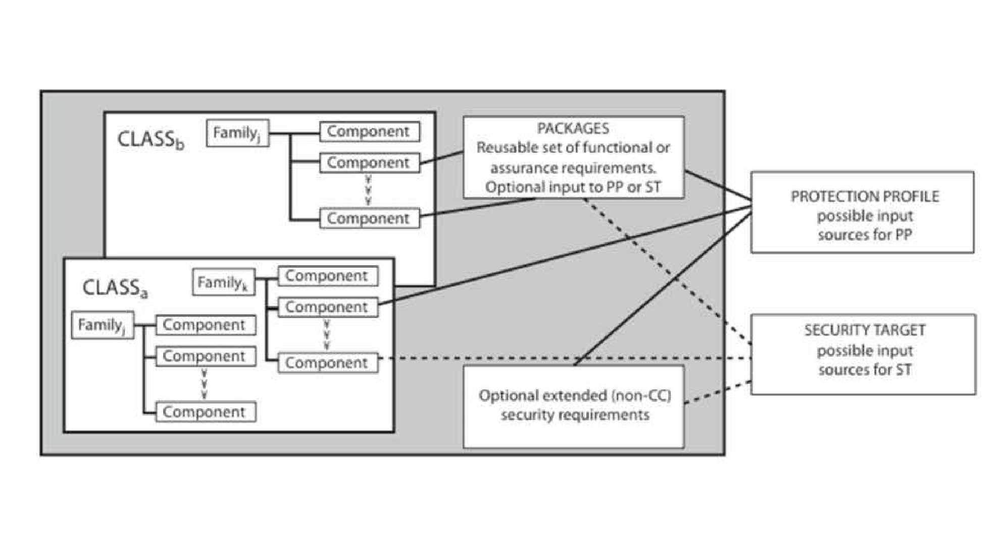 CLASSb
Familyj
Component
Component
Component
PACKAGES
Reusable set of functional or
assurance requirements.
Optional input to PP or ST
PROTECTION PROFILE
possible input
sources for PP
CLASSa
Familyk
Component
Component
Component
Familyj
Component
Component
Component
SECURITY TARGET
possible input
sources for ST
Optional extended (non-CC)
security requirements